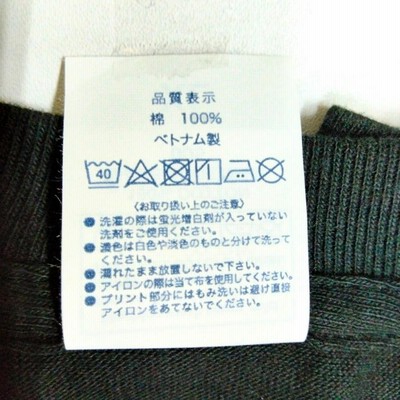 品質表示
棉 100%
ベトナム製
40
〈お取り扱い上のご注意〉
● 洗濯の際は蛍光増白剤が入っていない
洗剤をご使用ください。
● 濃色は白色や淡色のものと分けて洗って
ください。
● 濡れたまま放置しないで下さい。
● アイロンの際は当て布を使用してください。
● プリント部分にはもみ洗いは避け直接
アイロンをあてないでください。